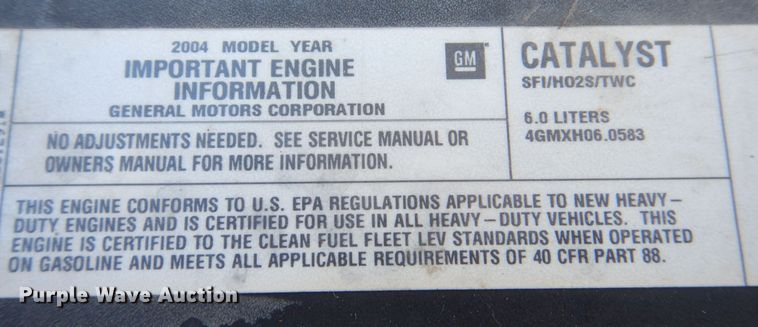 2004 MODEL YEAR
IMPORTANT ENGINE
INFORMATION
GENERAL MOTORS CORPORATION
GM
CATALYST
SFI/HO2S/TWC
6.0 LITERS
4GMXH06.0583
NO ADJUSTMENTS NEEDED. SEE SERVICE MANUAL OR
OWNERS MANUAL FOR MORE INFORMATION.
THIS ENGINE CONFORMS TO U.S. EPA REGULATIONS APPLICABLE TO NEW HEAVY-
DUTY ENGINES AND IS CERTIFIED FOR USE IN ALL HEAVY-DUTY VEHICLES. THIS
ENGINE IS CERTIFIED TO THE CLEAN FUEL FLEET LEV STANDARDS WHEN OPERATED
ON GASOLINE AND MEETS ALL APPLICABLE REQUIREMENTS OF 40 CFR PART 88.
Purple Wave Auction